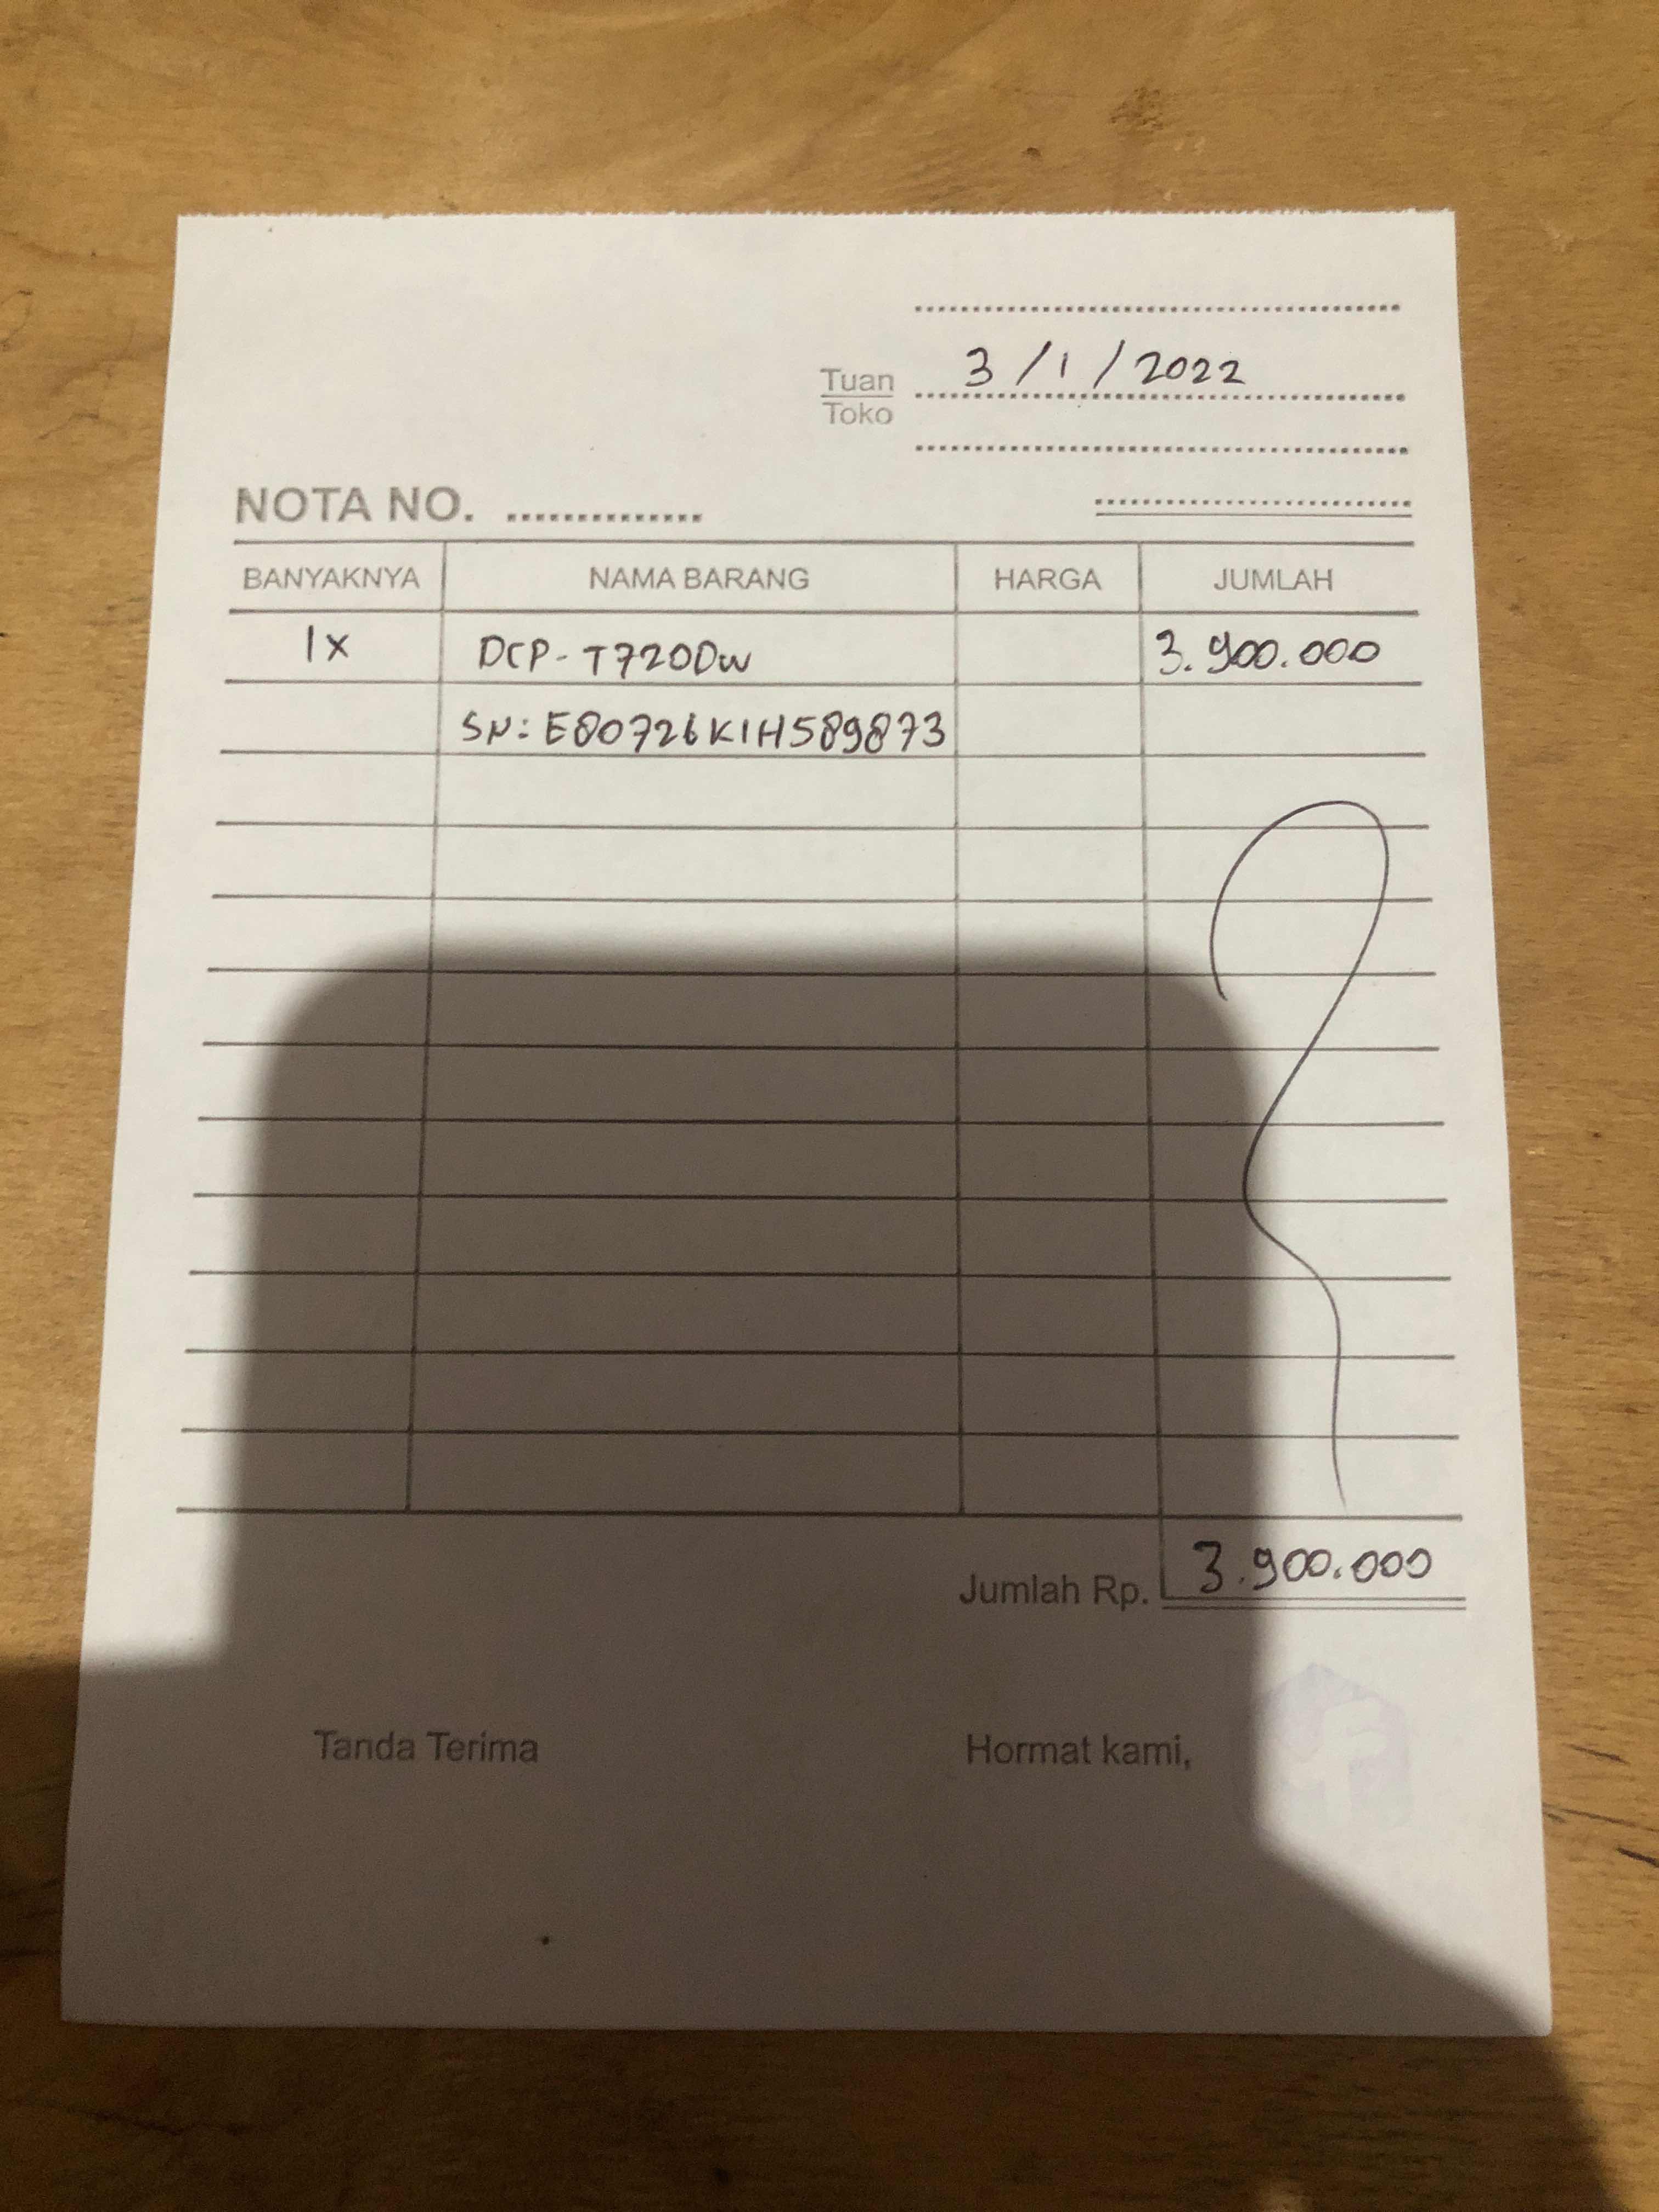 3/1/2022
Tuan
Toko
NOTA NO. ..............
BANYAKNYA NAMA BARANG HARGA JUMLAH
1x DCP-T720DW 3.900.000
SN: E80726K1H589873
Jumlah Rp. 3.900.000
Tanda Terima Hormat kami,